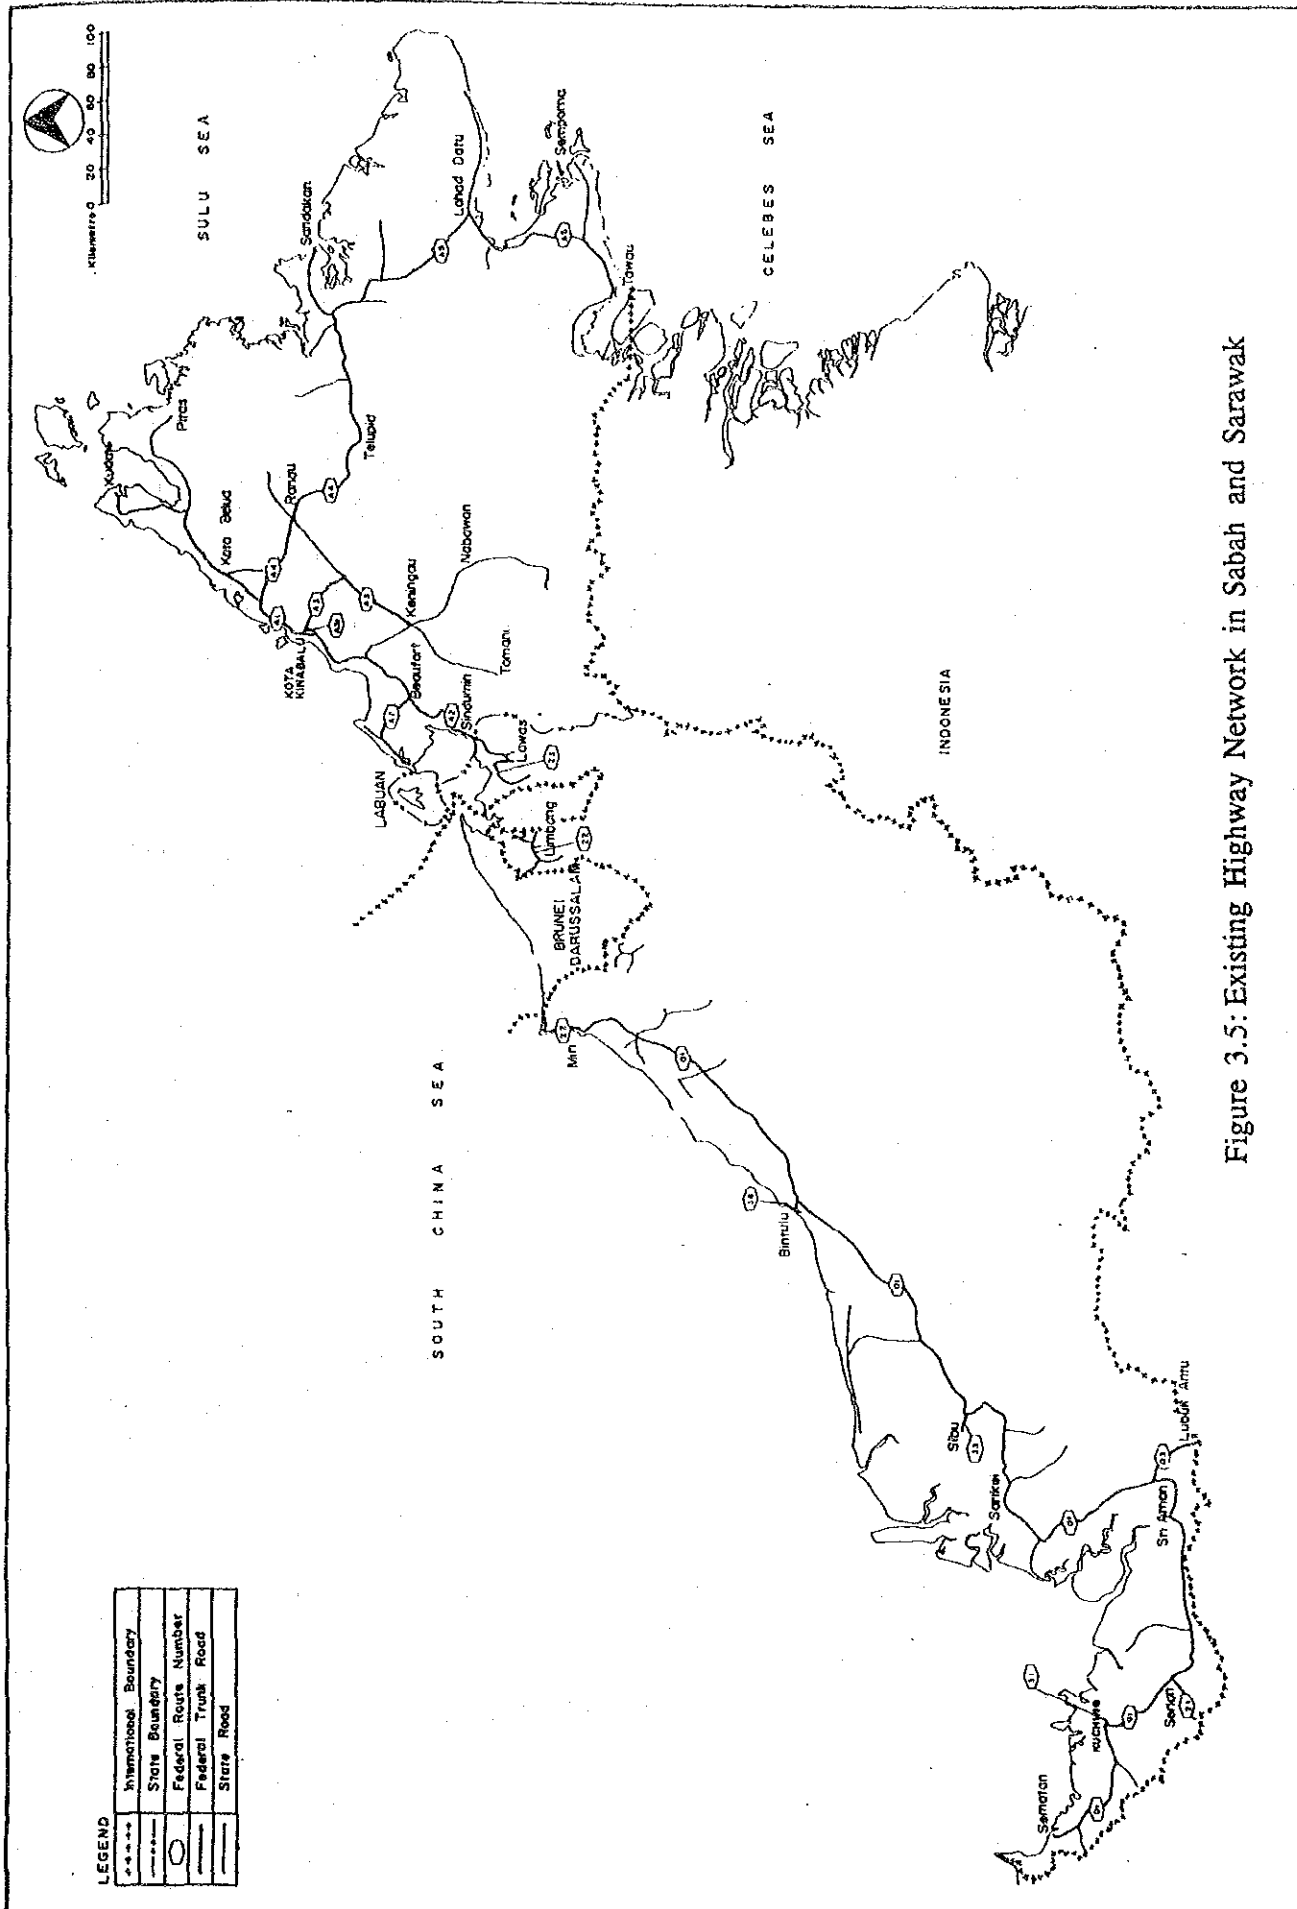 LEGEND
International Boundary
State Boundary
Federal Route Number
Federal Trunk Road
State Road
Kilometre 0 20 40 60 80 100
SULU SEA
SOUTH CHINA SEA
CELEBES SEA
INDONESIA
BRUNEI
DARUSSALAM
LABUAN
KOTA
KINABALU
Kudat
Pitas
Kota Belud
Ranau
Telupid
Sandakan
Lahad Datu
Semporna
Tawau
Nabawan
Keningau
Tomani
Beaufort
Sindumin
Lawas
Limbang
Miri
Bintulu
Sibu
Sarikei
Sri Aman
Lubuk Antu
Serian
KUCHING
Sematan
Figure 3.5: Existing Highway Network in Sabah and Sarawak